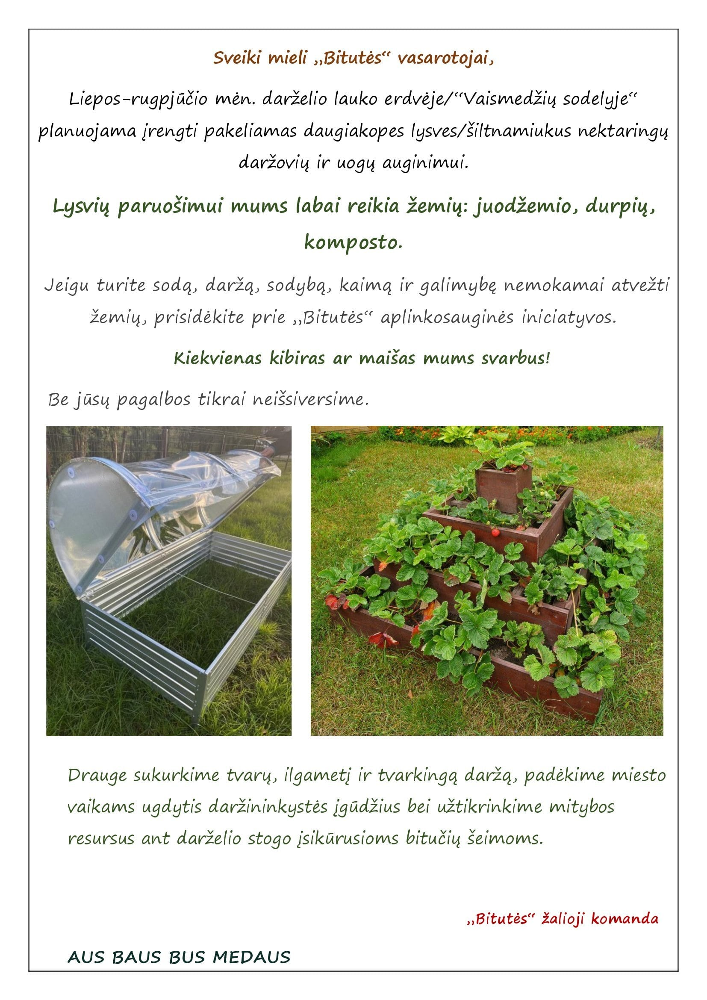 Sveiki mieli „Bitutės“ vasarotojai,
Liepos-rugpjūčio mėn. darželio lauko erdvėje/“Vaismedžių sodelyje“
planuojama įrengti pakeliamas daugiakopes lysves/šiltnamiukus nektaringų
daržovių ir uogų auginimui.
Lysvių paruošimui mums labai reikia žemių: juodžemio, durpių,
komposto.
Jeigu turite sodą, daržą, sodybą, kaimą ir galimybę nemokamai atvežti
žemių, prisidėkite prie „Bitutės“ aplinkosauginės iniciatyvos.
Kiekvienas kibiras ar maišas mums svarbus!
Be jūsų pagalbos tikrai neišsiversime.
Drauge sukurkime tvarų, ilgametį ir tvarkingą daržą, padėkime miesto
vaikams ugdytis daržininkystės įgūdžius bei užtikrinkime mitybos
resursus ant darželio stogo įsikūrusioms bitučių šeimoms.
„Bitutės“ žalioji komanda
AUS BAUS BUS MEDAUS